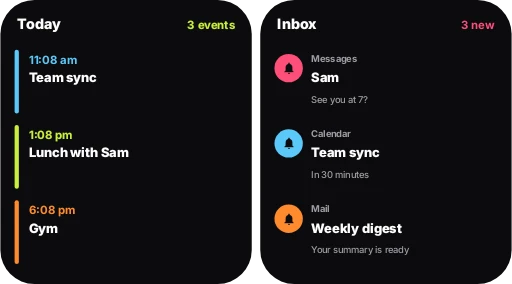 Today
3 events
11:08 am
Team sync
1:08 pm
Lunch with Sam
6:08 pm
Gym
Inbox
3 new
Messages
Sam
See you at 7?
Calendar
Team sync
In 30 minutes
Mail
Weekly digest
Your summary is ready